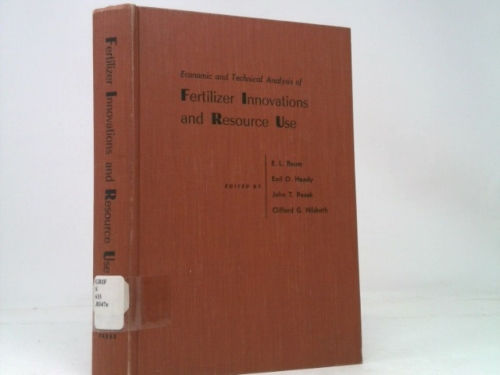 Economic and Technical Analysis of
Fertilizer Innovations
and Resource Use
EDITED BY
E. L. Baum
Earl O. Heady
John T. Pesek
Clifford G. Hildreth
Fertilizer Innovations and Resource Use
PRESS